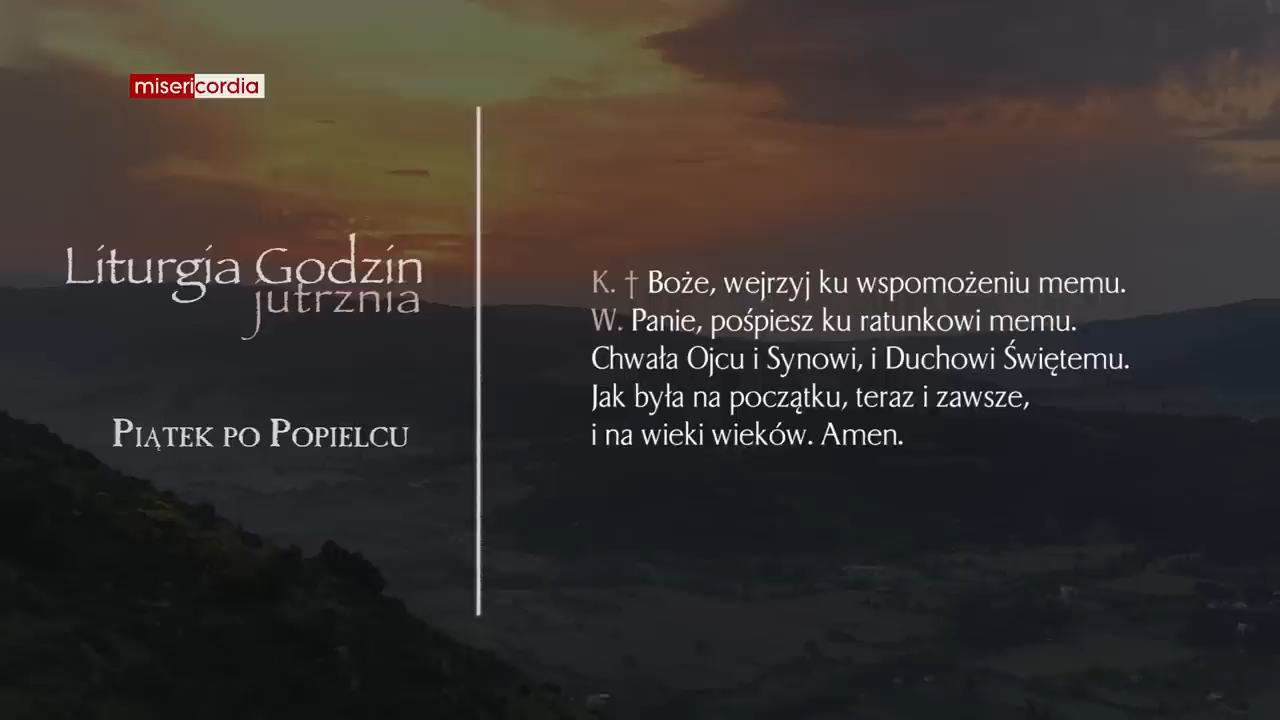 misericordia
Liturgia Godzin
jutrznia
Piątek po Popielcu
K. † Boże, wejrzyj ku wspomożeniu memu.
W. Panie, pośpiesz ku ratunkowi memu.
Chwała Ojcu i Synowi, i Duchowi Świętemu.
Jak była na początku, teraz i zawsze,
i na wieki wieków. Amen.